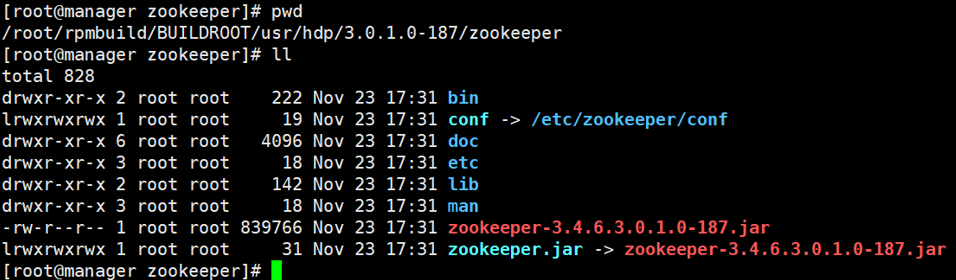 [root@manager zookeeper]# pwd
/root/rpmbuild/BUILDROOT/usr/hdp/3.0.1.0-187/zookeeper
[root@manager zookeeper]# ll
total 828
drwxr-xr-x 2 root root    222 Nov 23 17:31 bin
lrwxrwxrwx 1 root root     19 Nov 23 17:31 conf -> /etc/zookeeper/conf
drwxr-xr-x 6 root root   4096 Nov 23 17:31 doc
drwxr-xr-x 3 root root     18 Nov 23 17:31 etc
drwxr-xr-x 2 root root    142 Nov 23 17:31 lib
drwxr-xr-x 3 root root     18 Nov 23 17:31 man
-rw-r--r-- 1 root root 839766 Nov 23 17:31 zookeeper-3.4.6.3.0.1.0-187.jar
lrwxrwxrwx 1 root root     31 Nov 23 17:31 zookeeper.jar -> zookeeper-3.4.6.3.0.1.0-187.jar
[root@manager zookeeper]#